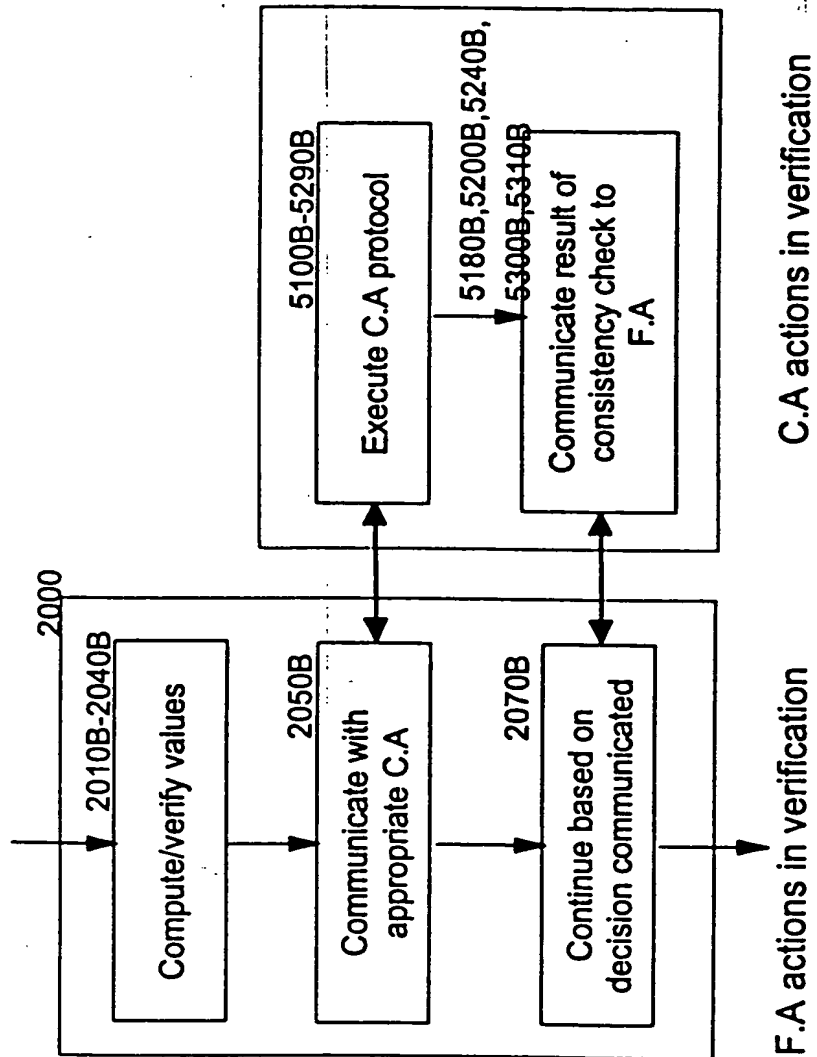 2000
2010B-2040B
Compute/verify values
2050B
Communicate with
appropriate C.A
2070B
Continue based on
decision communicated
F.A actions in verification
5100B-5290B
Execute C.A protocol
5180B,5200B,5240B,
5300B,5310B
Communicate result of
consistency check to
F.A
C.A actions in verification